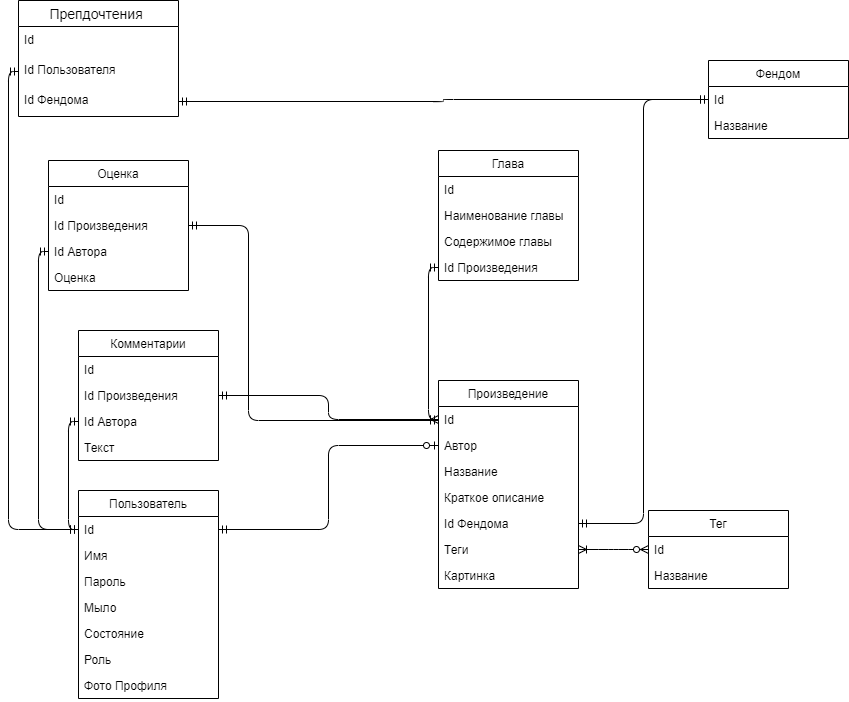 Препдочтения
Id
Id Пользователя
Id Фендома
Фендом
Id
Название
Оценка
Id
Id Произведения
Id Автора
Оценка
Глава
Id
Наименование главы
Содержимое главы
Id Произведения
Комментарии
Id
Id Произведения
Id Автора
Текст
Произведение
Id
Автор
Название
Краткое описание
Id Фендома
Теги
Картинка
Пользователь
Id
Имя
Пароль
Мыло
Состояние
Роль
Фото Профиля
Тег
Id
Название